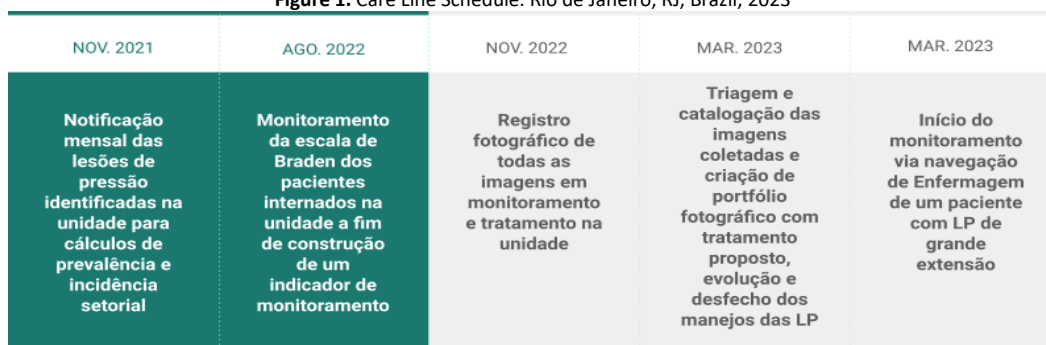 Figure 1. Care Line Schedule. Rio de Janeiro, RJ, Brazil, 2023
NOV. 2021
AGO. 2022
NOV. 2022
MAR. 2023
MAR. 2023
Notificação
mensal das
lesões de
pressão
identificadas na
unidade para
cálculos de
prevalência e
incidência
setorial
Monitoramento
da escala de
Braden dos
pacientes
internados na
unidade a fim
de construção
de um
indicador de
monitoramento
Registro
fotográfico de
todas as
imagens em
monitoramento
e tratamento na
unidade
Triagem e
catalogação das
imagens
coletadas e
criação de
portfólio
fotográfico com
tratamento
proposto,
evolução e
desfecho dos
manejos das LP
Início do
monitoramento
via navegação
de Enfermagem
de um paciente
com LP de
grande
extensão